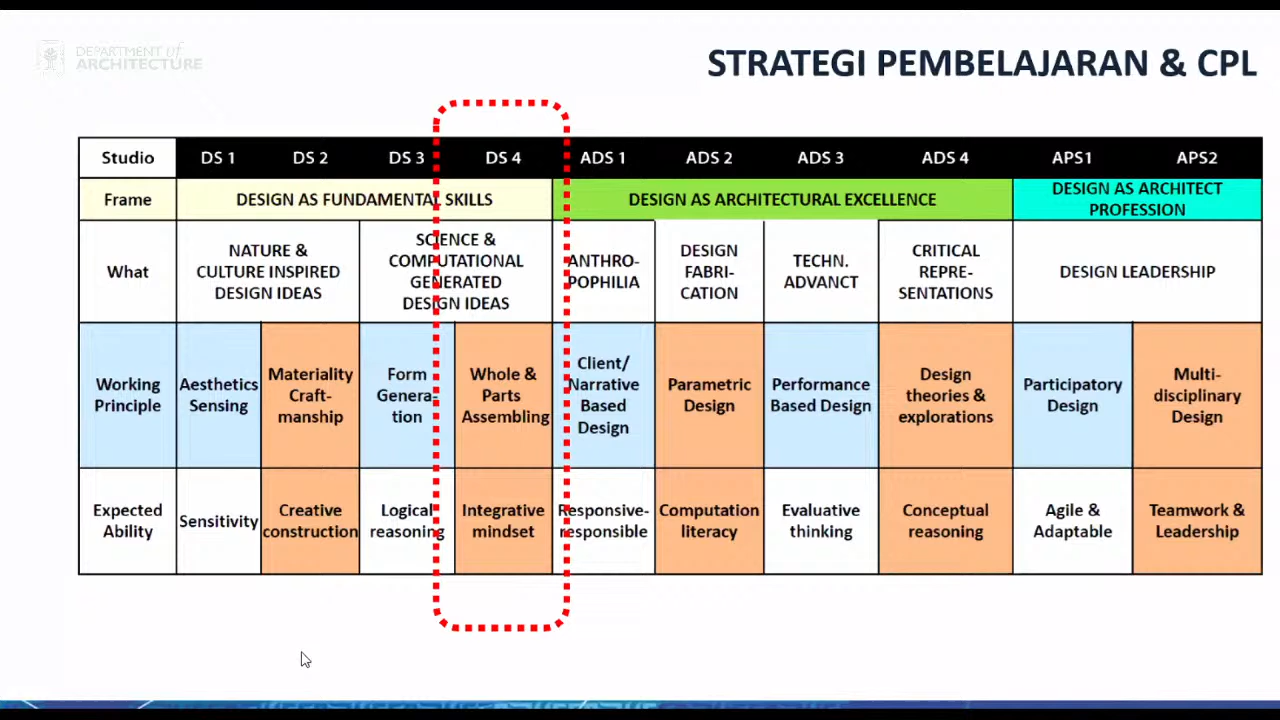 DEPARTMENT of
ARCHITECTURE
STRATEGI PEMBELAJARAN & CPL
Studio DS 1 DS 2 DS 3 DS 4 ADS 1 ADS 2 ADS 3 ADS 4 APS1 APS2
Frame
DESIGN AS FUNDAMENTAL SKILLS
DESIGN AS ARCHITECTURAL EXCELLENCE
DESIGN AS ARCHITECT
PROFESSION
What
NATURE &
CULTURE INSPIRED
DESIGN IDEAS
SCIENCE &
COMPUTATIONAL
GENERATED
DESIGN IDEAS
ANTHRO-
POPHILIA
DESIGN
FABRI-
CATION
TECHN.
ADVANCT
CRITICAL
REPRE-
SENTATIONS
DESIGN LEADERSHIP
Working
Principle
Aesthetics
Sensing
Materiality
Craft-
manship
Form
Genera-
tion
Whole &
Parts
Assembling
Client/
Narrative
Based
Design
Parametric
Design
Performance
Based Design
Design
theories &
explorations
Participatory
Design
Multi-
disciplinary
Design
Expected
Ability
Sensitivity
Creative
construction
Logical
reasoning
Integrative
mindset
Responsive-
responsible
Computation
literacy
Evaluative
thinking
Conceptual
reasoning
Agile &
Adaptable
Teamwork &
Leadership